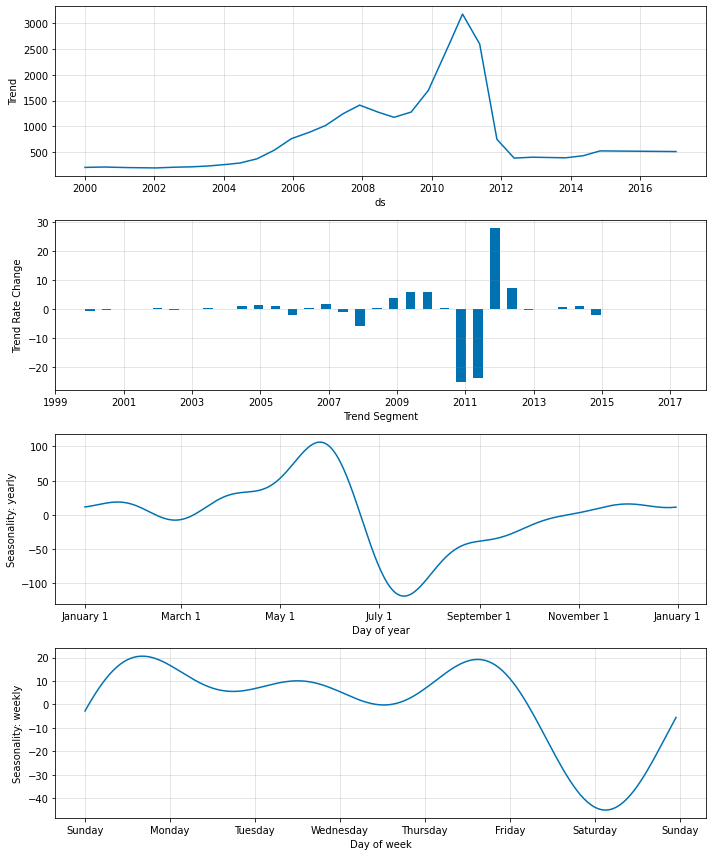 3000
2500
2000
1500
1000
500
Trend
2000 2002 2004 2006 2008 2010 2012 2014 2016
ds
30
20
10
0
−10
−20
Trend Rate Change
1999 2001 2003 2005 2007 2009 2011 2013 2015 2017
Trend Segment
100
50
0
−50
−100
Seasonality: yearly
January 1 March 1 May 1 July 1 September 1 November 1 January 1
Day of year
20
10
0
−10
−20
−30
−40
Seasonality: weekly
Sunday Monday Tuesday Wednesday Thursday Friday Saturday Sunday
Day of week